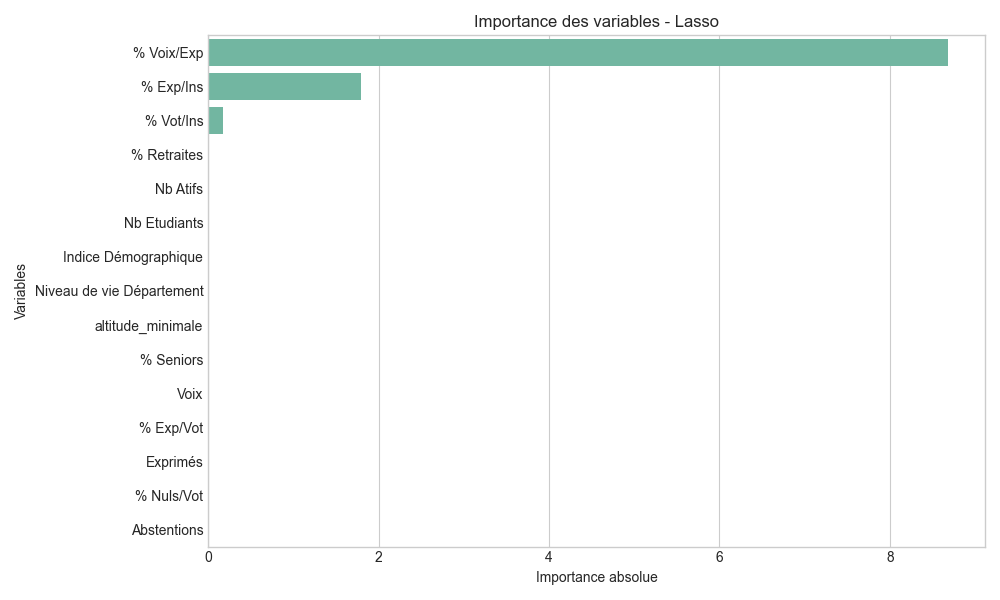 Importance des variables - Lasso
Variables
% Voix/Exp
% Exp/Ins
% Vot/Ins
% Retraites
Nb Atifs
Nb Etudiants
Indice Démographique
Niveau de vie Département
altitude_minimale
% Seniors
Voix
% Exp/Vot
Exprimés
% Nuls/Vot
Abstentions
0 2 4 6 8
Importance absolue